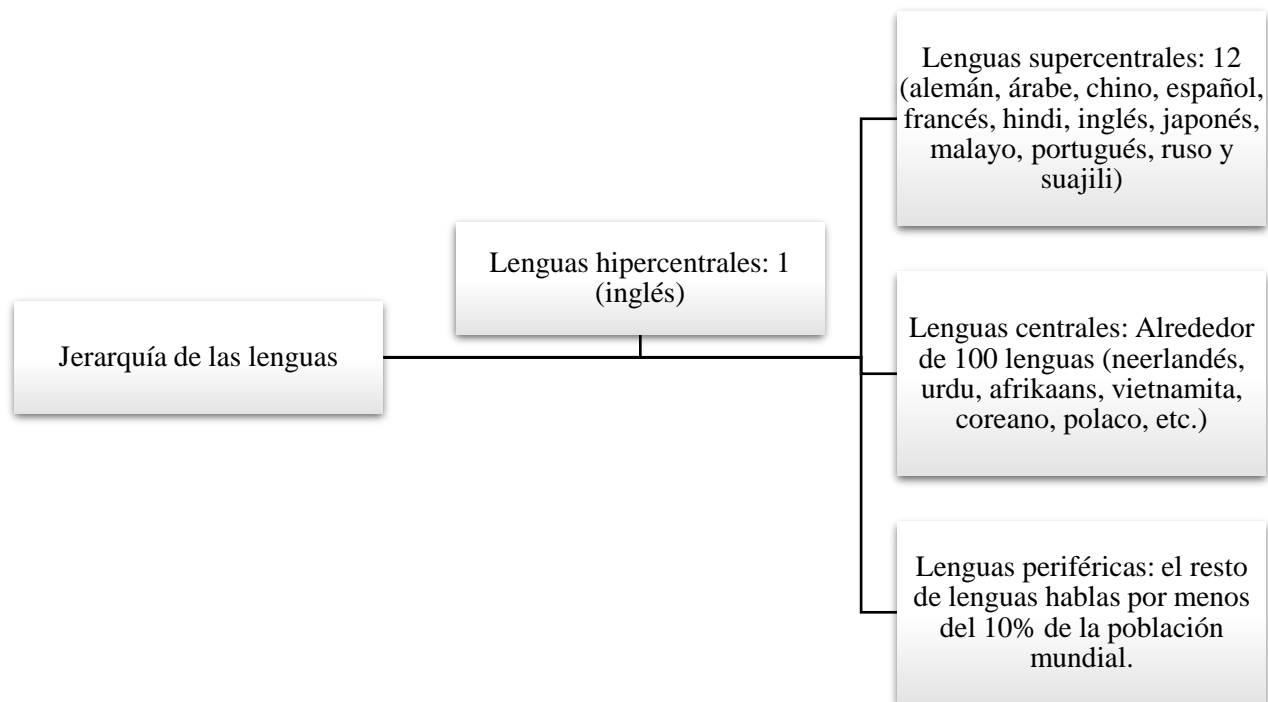 Jerarquía de las lenguas
Lenguas hipercentrales: 1
(inglés)
Lenguas supercentrales: 12
(alemán, árabe, chino, español,
francés, hindi, inglés, japonés,
malayo, portugués, ruso y
suajili)
Lenguas centrales: Alrededor
de 100 lenguas (neerlandés,
urdu, afrikaans, vietnamita,
coreano, polaco, etc.)
Lenguas periféricas: el resto
de lenguas hablas por menos
del 10% de la población
mundial.